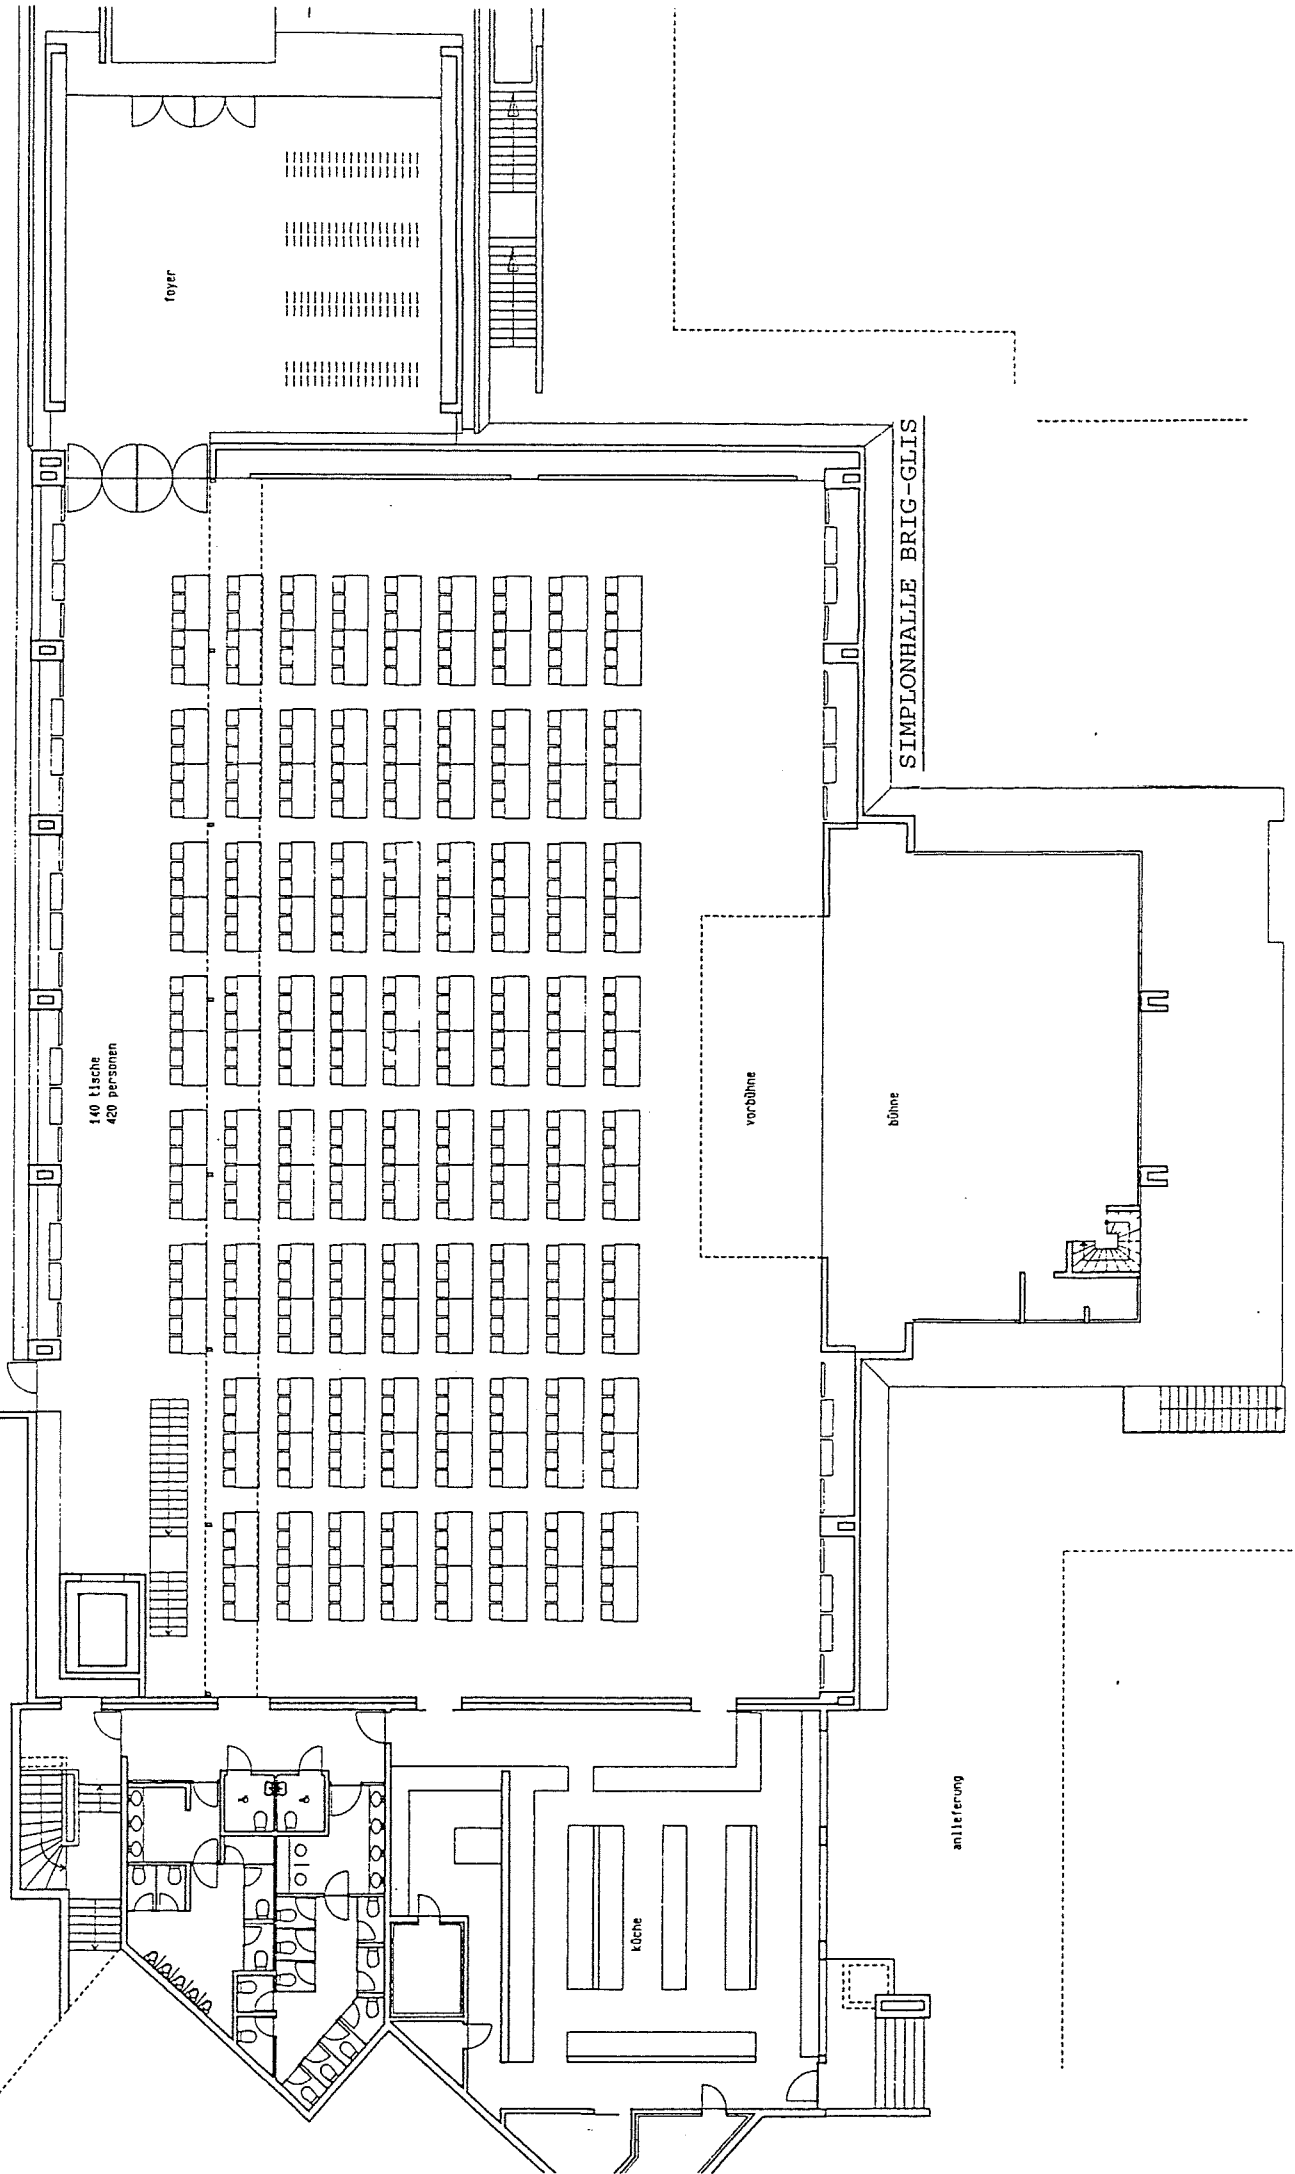 foyer
SIMPLONHALLE BRIG-GLIS
140 tische
420 personen
vorbühne
bühne
anlieferung
küche